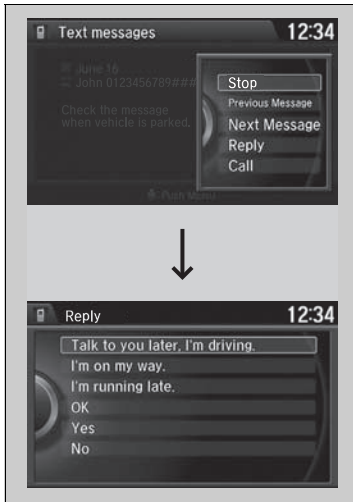 Text messages
12:34
June 16
John 0123456789###
Check the message
when vehicle is parked.
Stop
Previous Message
Next Message
Reply
Call
: Push Menu
Reply
12:34
Talk to you later, I'm driving.
I'm on my way.
I'm running late.
OK
Yes
No